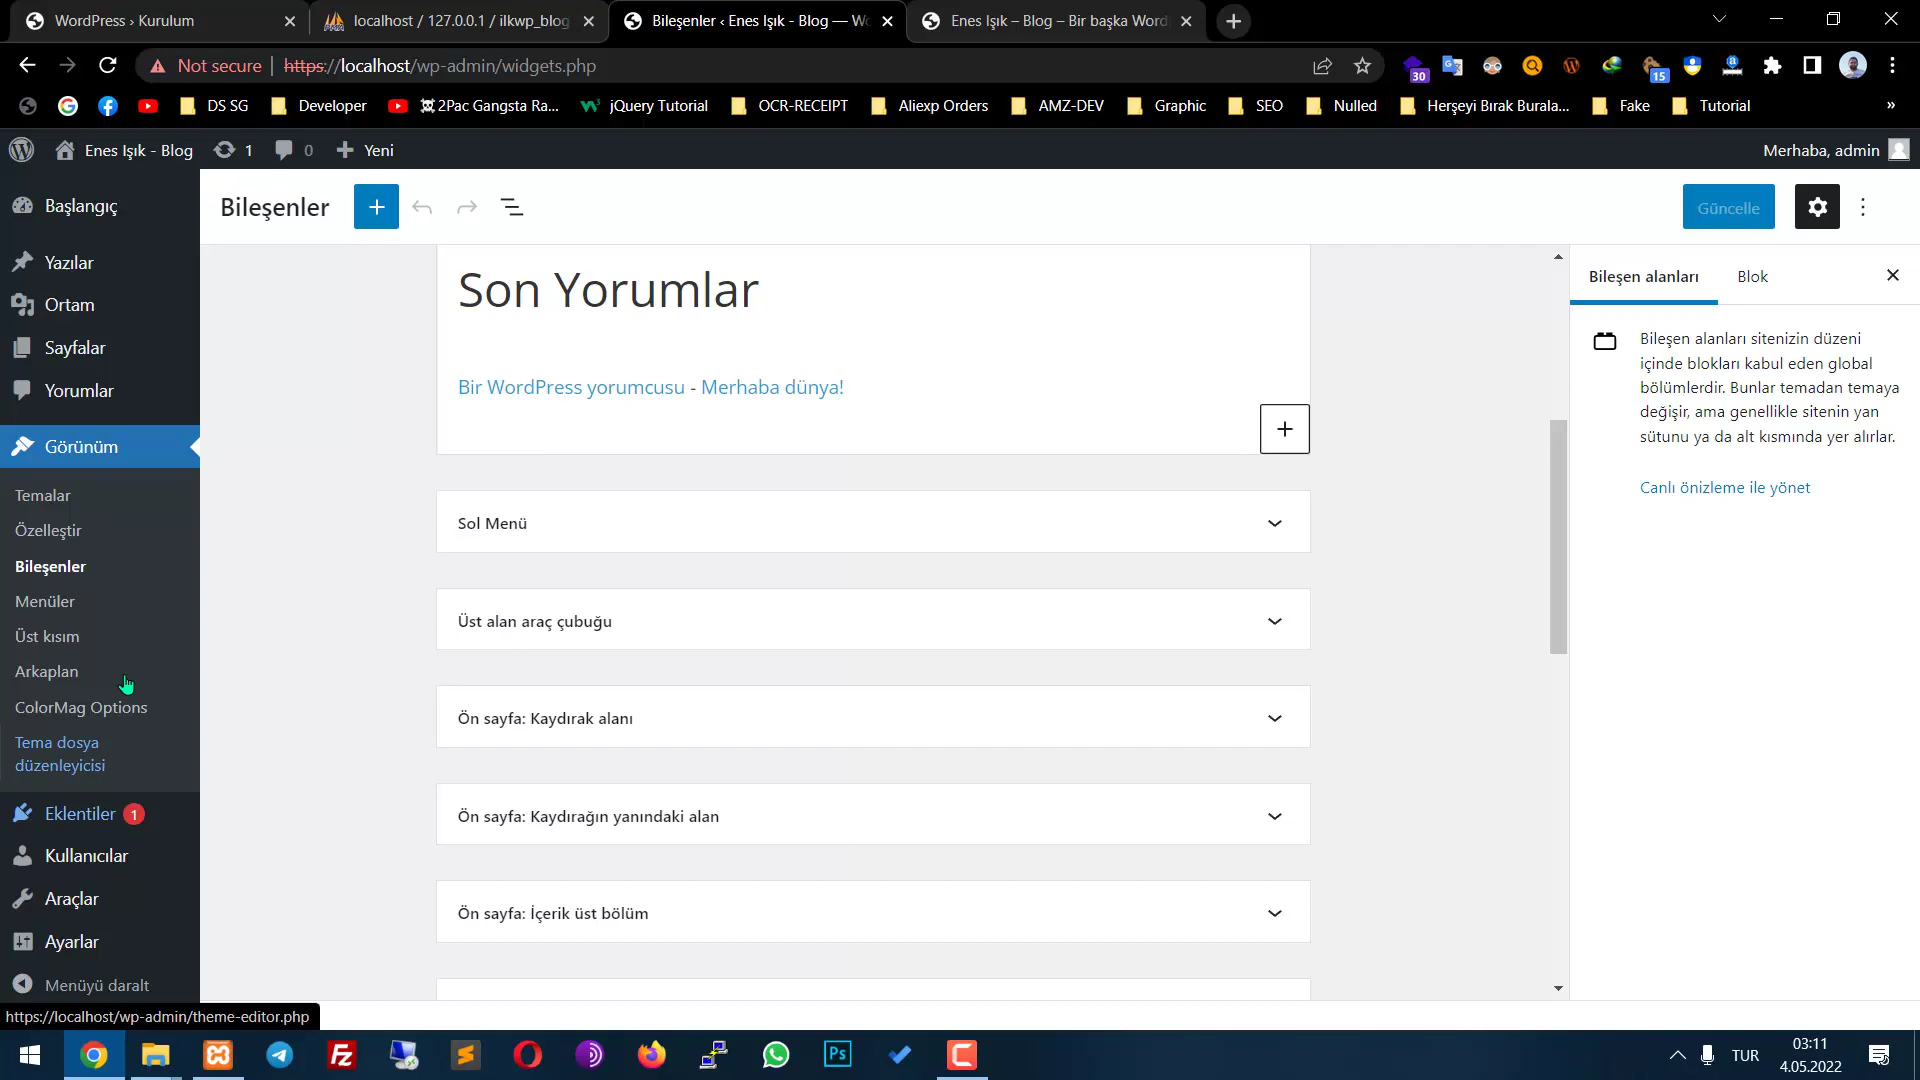 WordPress › Kurulum
localhost / 127.0.0.1 / ilkwp_blog
Bileşenler ‹ Enes Işık - Blog — Wo
Enes Işık – Blog – Bir başka Word
Not secure
https://localhost/wp-admin/widgets.php
30
15
DS SG
Developer
2Pac Gangsta Ra...
jQuery Tutorial
OCR-RECEIPT
Aliexp Orders
AMZ-DEV
Graphic
SEO
Nulled
Herşeyi Bırak Burala...
Fake
Tutorial
»
Enes Işık - Blog
1
0
Yeni
Merhaba, admin
Başlangıç
Yazılar
Ortam
Sayfalar
Yorumlar
Görünüm
Temalar
Özelleştir
Bileşenler
Menüler
Üst kısım
Arkaplan
ColorMag Options
Tema dosya
düzenleyicisi
Eklentiler 1
Kullanıcılar
Araçlar
Ayarlar
Menüyü daralt
https://localhost/wp-admin/theme-editor.php
Bileşenler
Güncelle
Son Yorumlar
Bir WordPress yorumcusu - Merhaba dünya!
Sol Menü
Üst alan araç çubuğu
Ön sayfa: Kaydırak alanı
Ön sayfa: Kaydırağın yanındaki alan
Ön sayfa: İçerik üst bölüm
Bileşen alanları
Blok
Bileşen alanları sitenizin düzeni
içinde blokları kabul eden global
bölümlerdir. Bunlar temadan temaya
değişir, ama genellikle sitenin yan
sütunu ya da alt kısmında yer alırlar.
Canlı önizleme ile yönet
Fz
Ps
TUR
03:11
4.05.2022